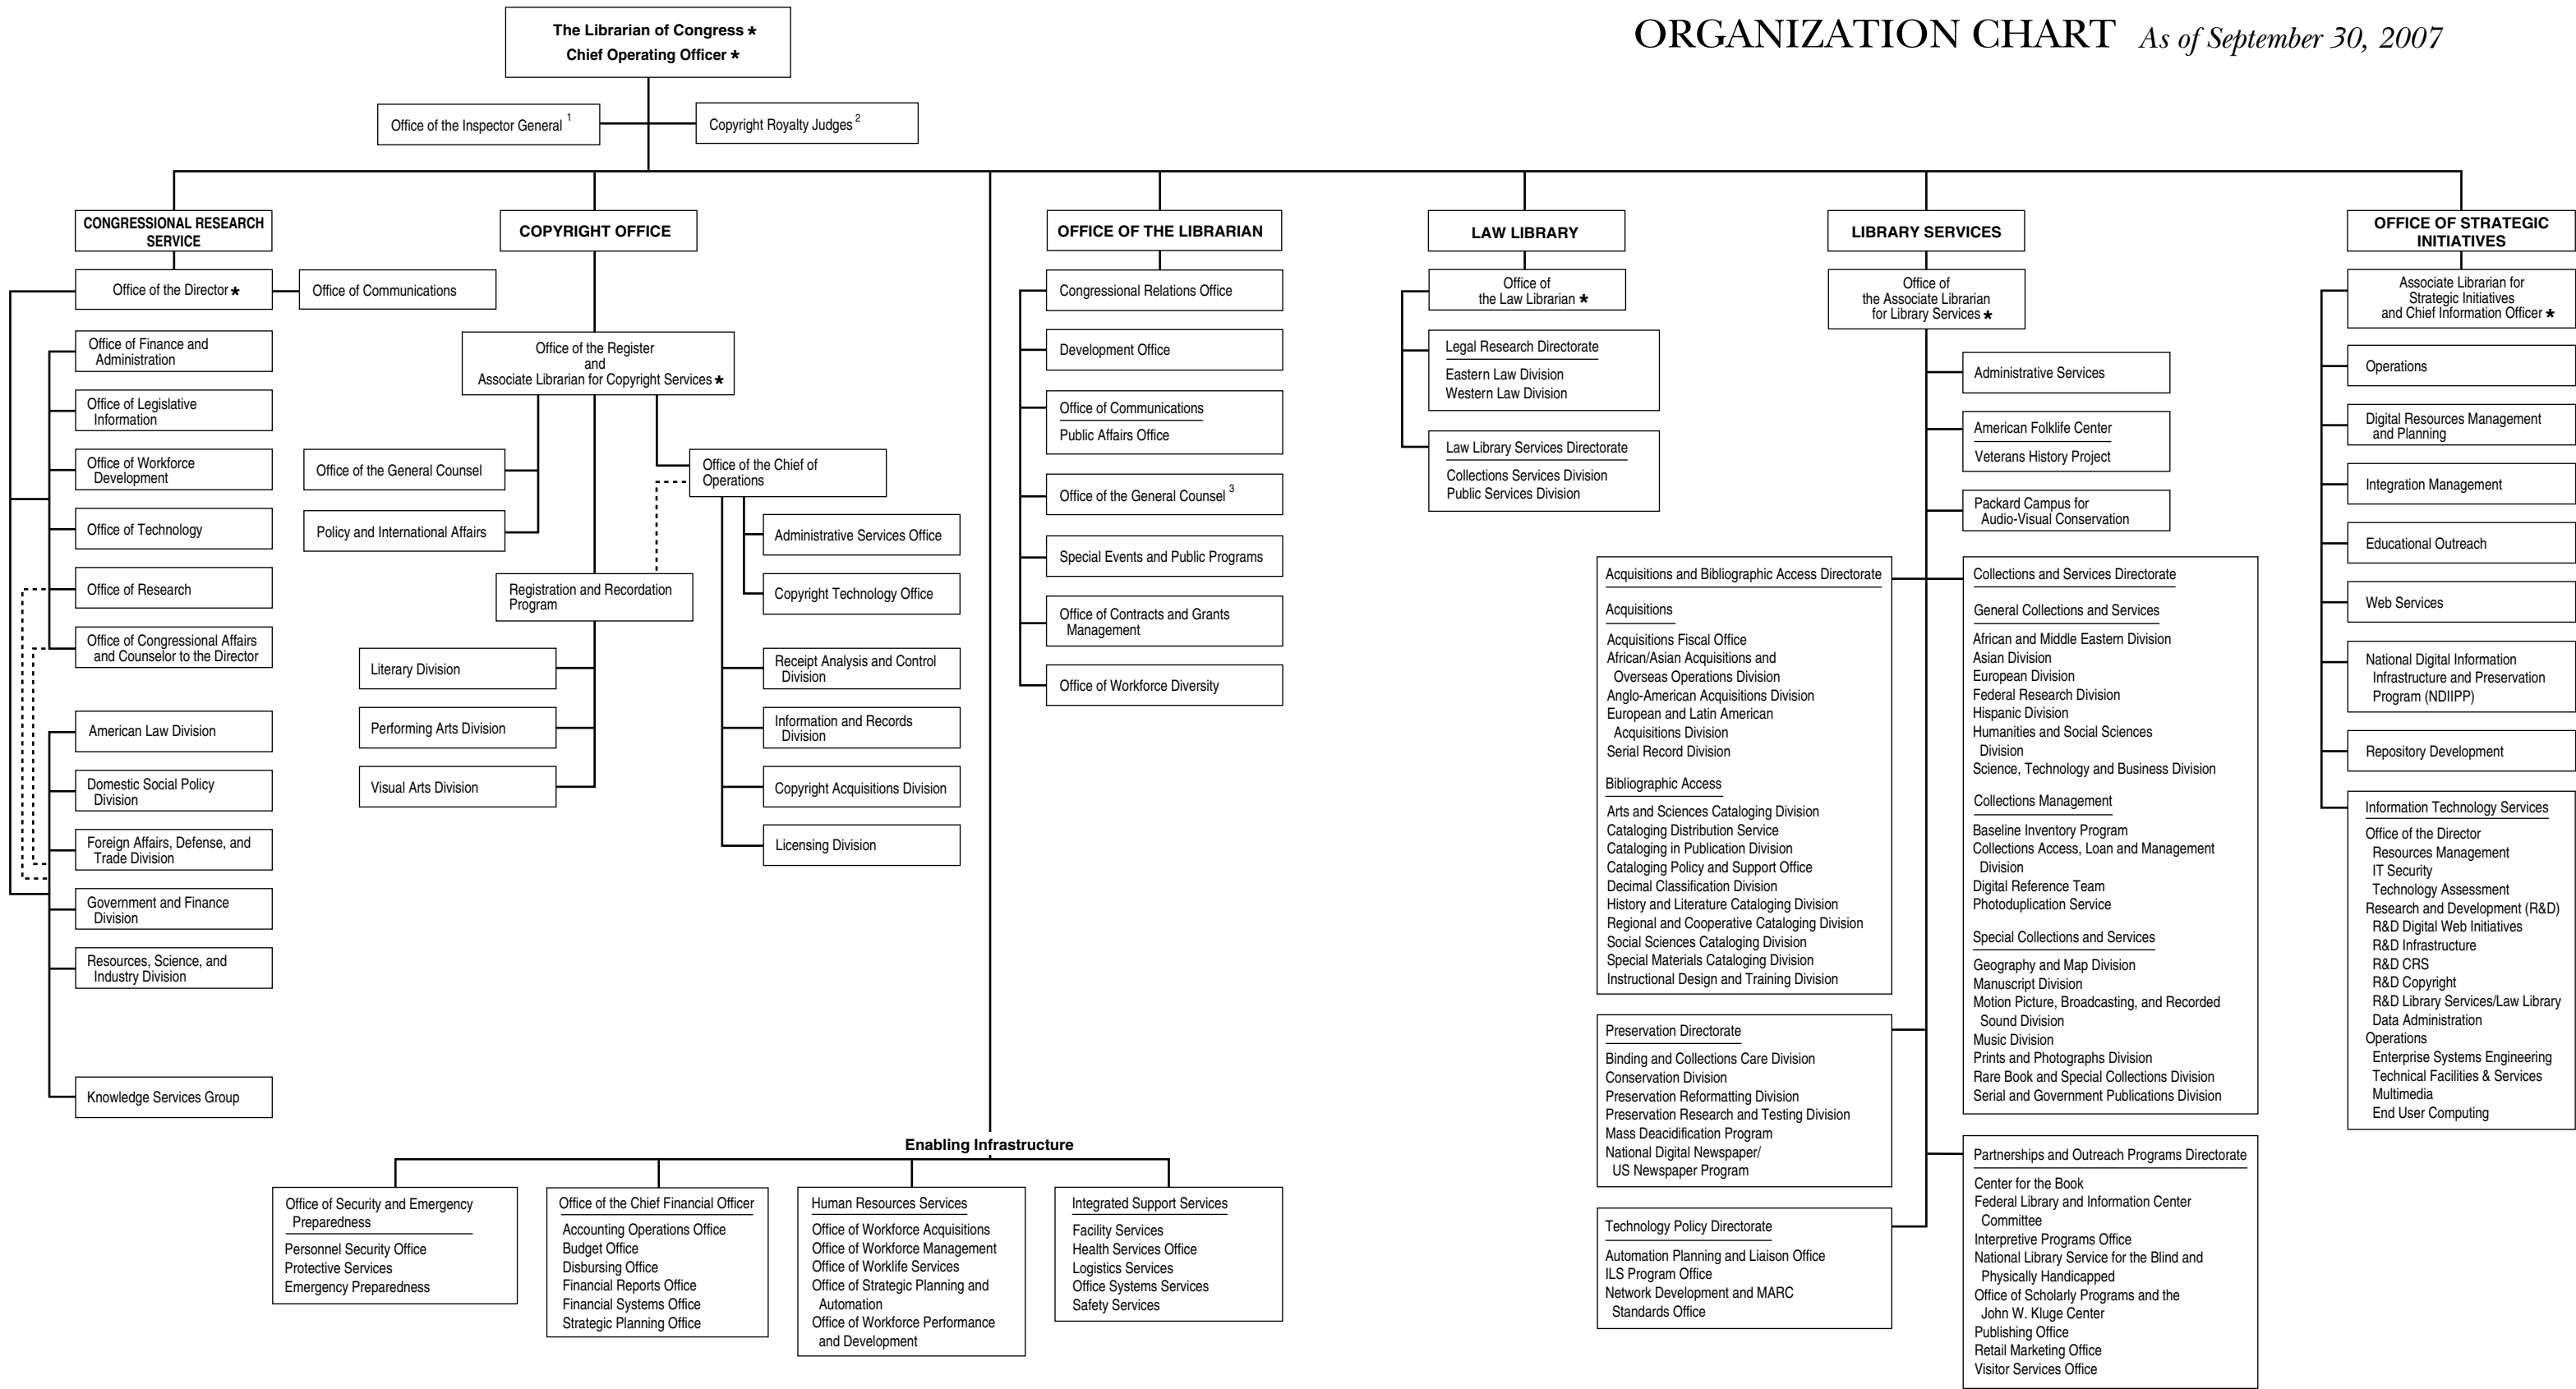 ORGANIZATION CHART As of September 30, 2007
The Librarian of Congress *
Chief Operating Officer *
Office of the Inspector General 1
Copyright Royalty Judges 2
CONGRESSIONAL RESEARCH
SERVICE
Office of the Director *
Office of Communications
Office of Finance and
Administration
Office of Legislative
Information
Office of Workforce
Development
Office of Technology
Office of Research
Office of Congressional Affairs
and Counselor to the Director
American Law Division
Domestic Social Policy
Division
Foreign Affairs, Defense, and
Trade Division
Government and Finance
Division
Resources, Science, and
Industry Division
Knowledge Services Group
COPYRIGHT OFFICE
Office of the Register
and
Associate Librarian for Copyright Services *
Office of the General Counsel
Policy and International Affairs
Office of the Chief of
Operations
Administrative Services Office
Copyright Technology Office
Registration and Recordation
Program
Literary Division
Performing Arts Division
Visual Arts Division
Receipt Analysis and Control
Division
Information and Records
Division
Copyright Acquisitions Division
Licensing Division
OFFICE OF THE LIBRARIAN
Congressional Relations Office
Development Office
Office of Communications
Public Affairs Office
Office of the General Counsel 3
Special Events and Public Programs
Office of Contracts and Grants
Management
Office of Workforce Diversity
LAW LIBRARY
Office of
the Law Librarian *
Legal Research Directorate
Eastern Law Division
Western Law Division
Law Library Services Directorate
Collections Services Division
Public Services Division
LIBRARY SERVICES
Office of
the Associate Librarian
for Library Services *
Administrative Services
American Folklife Center
Veterans History Project
Packard Campus for
Audio-Visual Conservation
Acquisitions and Bibliographic Access Directorate
Acquisitions
Acquisitions Fiscal Office
African/Asian Acquisitions and
Overseas Operations Division
Anglo-American Acquisitions Division
European and Latin American
Acquisitions Division
Serial Record Division
Bibliographic Access
Arts and Sciences Cataloging Division
Cataloging Distribution Service
Cataloging in Publication Division
Cataloging Policy and Support Office
Decimal Classification Division
History and Literature Cataloging Division
Regional and Cooperative Cataloging Division
Social Sciences Cataloging Division
Special Materials Cataloging Division
Instructional Design and Training Division
Collections and Services Directorate
General Collections and Services
African and Middle Eastern Division
Asian Division
European Division
Federal Research Division
Hispanic Division
Humanities and Social Sciences
Division
Science, Technology and Business Division
Collections Management
Baseline Inventory Program
Collections Access, Loan and Management
Division
Digital Reference Team
Photoduplication Service
Special Collections and Services
Geography and Map Division
Manuscript Division
Motion Picture, Broadcasting, and Recorded
Sound Division
Music Division
Prints and Photographs Division
Rare Book and Special Collections Division
Serial and Government Publications Division
Preservation Directorate
Binding and Collections Care Division
Conservation Division
Preservation Reformatting Division
Preservation Research and Testing Division
Mass Deacidification Program
National Digital Newspaper/
US Newspaper Program
Technology Policy Directorate
Automation Planning and Liaison Office
ILS Program Office
Network Development and MARC
Standards Office
Partnerships and Outreach Programs Directorate
Center for the Book
Federal Library and Information Center
Committee
Interpretive Programs Office
National Library Service for the Blind and
Physically Handicapped
Office of Scholarly Programs and the
John W. Kluge Center
Publishing Office
Retail Marketing Office
Visitor Services Office
OFFICE OF STRATEGIC
INITIATIVES
Associate Librarian for
Strategic Initiatives
and Chief Information Officer *
Operations
Digital Resources Management
and Planning
Integration Management
Educational Outreach
Web Services
National Digital Information
Infrastructure and Preservation
Program (NDIIPP)
Repository Development
Information Technology Services
Office of the Director
Resources Management
IT Security
Technology Assessment
Research and Development (R&D)
R&D Digital Web Initiatives
R&D Infrastructure
R&D CRS
R&D Copyright
R&D Library Services/Law Library
Data Administration
Operations
Enterprise Systems Engineering
Technical Facilities & Services
Multimedia
End User Computing
Enabling Infrastructure
Office of Security and Emergency
Preparedness
Personnel Security Office
Protective Services
Emergency Preparedness
Office of the Chief Financial Officer
Accounting Operations Office
Budget Office
Disbursing Office
Financial Reports Office
Financial Systems Office
Strategic Planning Office
Human Resources Services
Office of Workforce Acquisitions
Office of Workforce Management
Office of Worklife Services
Office of Strategic Planning and
Automation
Office of Workforce Performance
and Development
Integrated Support Services
Facility Services
Health Services Office
Logistics Services
Office Systems Services
Safety Services